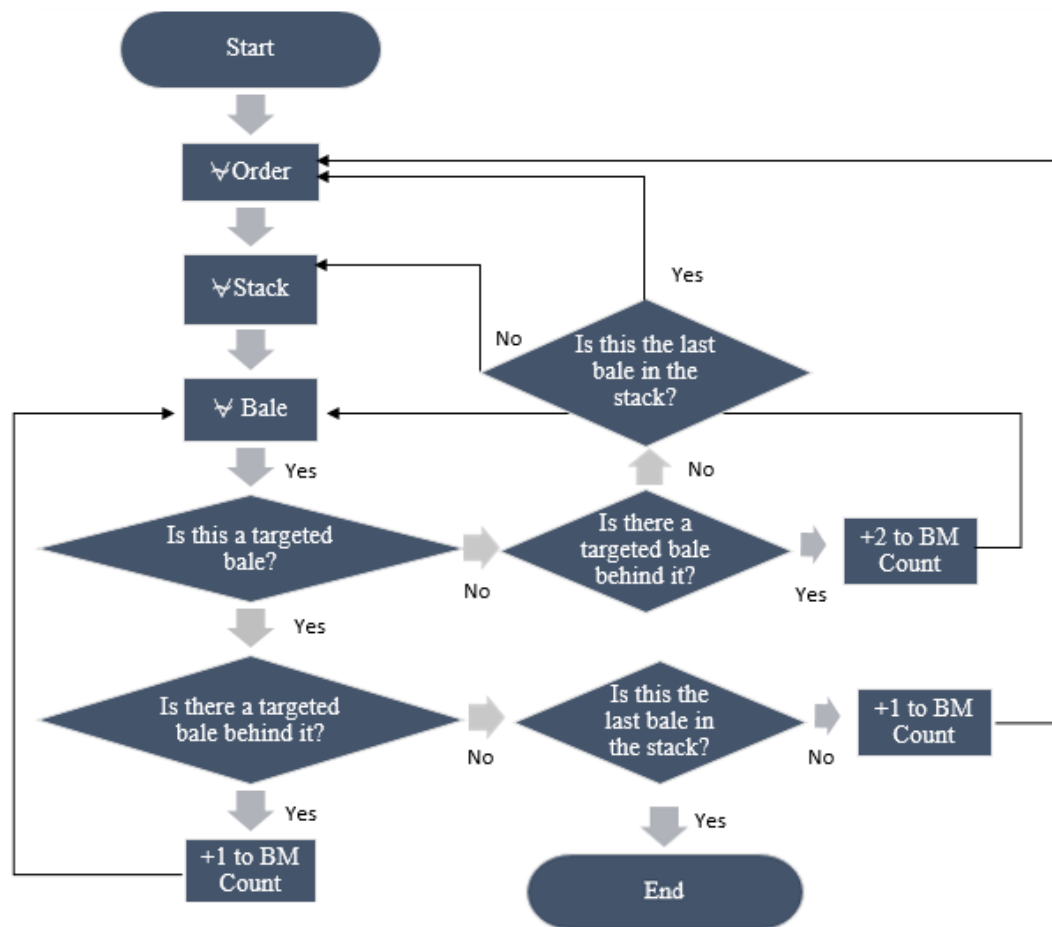 Start
∀Order
∀Stack
Yes
No
Is this the last
bale in the
stack?
∀ Bale
Yes
No
Is this a targeted
bale?
Is there a
targeted bale
behind it?
+2 to BM
Count
No
Yes
Yes
Is there a targeted
bale behind it?
Is this the
last bale in
the stack?
+1 to BM
Count
No
No
Yes
Yes
+1 to BM
Count
End